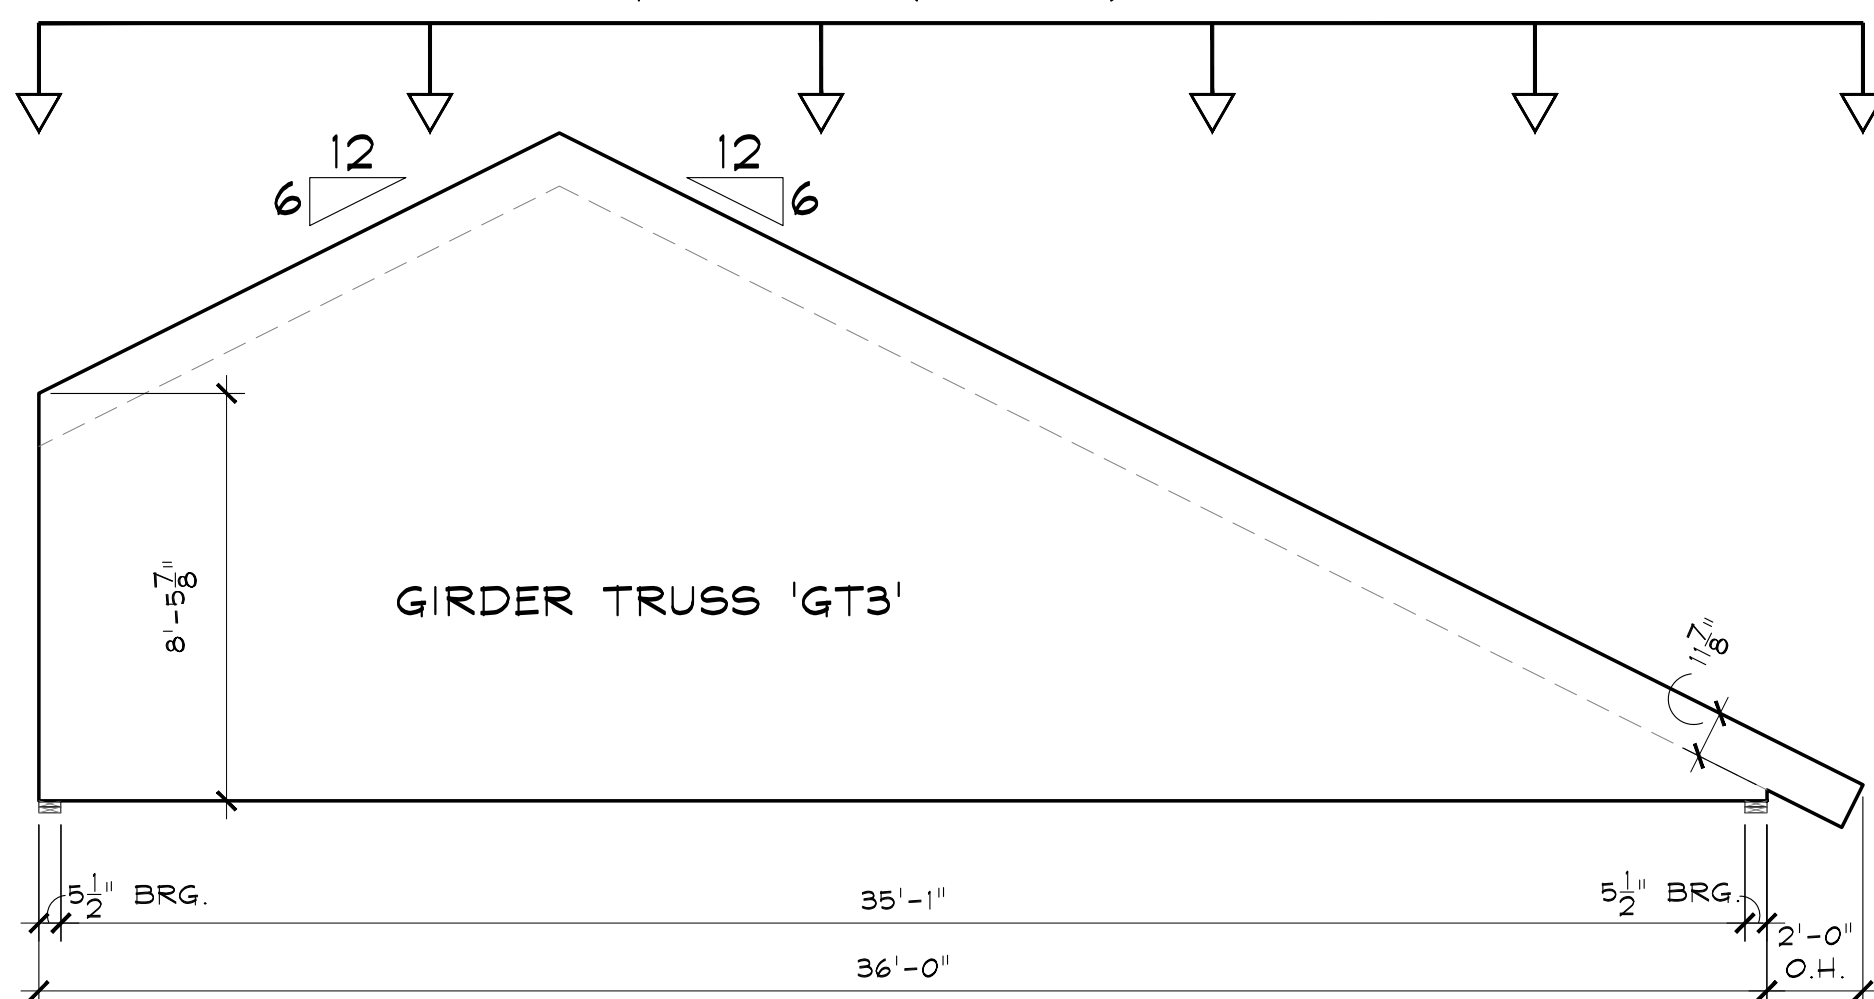 12
6
12
6
8'-5 7/8"
GIRDER TRUSS 'GT3'
11 7/8"
5 1/2" BRG.
35'-1"
5 1/2" BRG.
2'-0"
O.H.
36'-0"